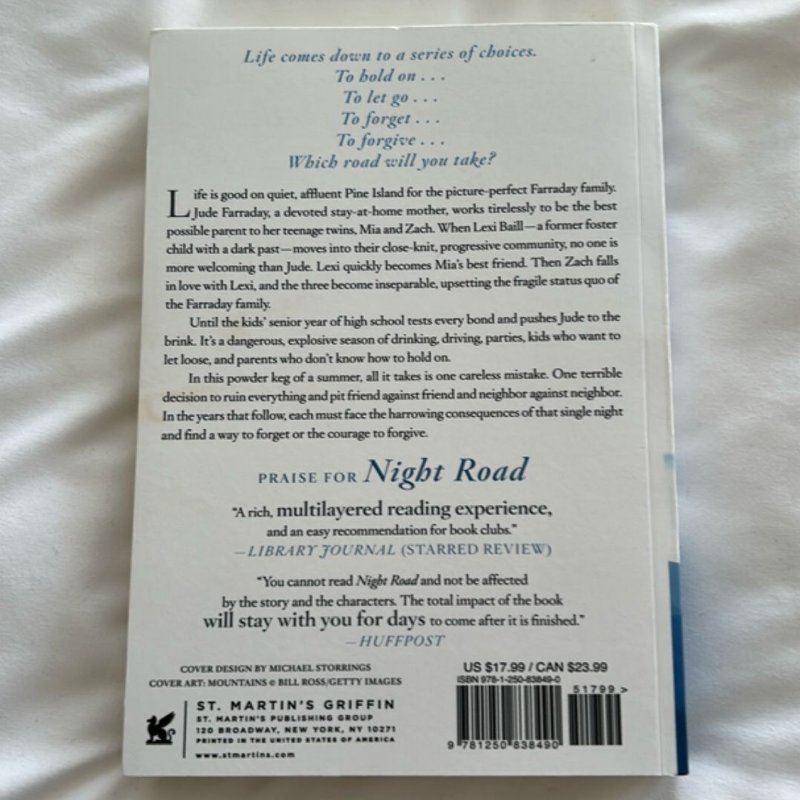 Life comes down to a series of choices.
To hold on . . .
To let go . . .
To forget . . .
To forgive . . .
Which road will you take?
Life is good on quiet, affluent Pine Island for the picture-perfect Farraday family.
Jude Farraday, a devoted stay-at-home mother, works tirelessly to be the best
possible parent to her teenage twins, Mia and Zach. When Lexi Baill—a former foster
child with a dark past—moves into their close-knit, progressive community, no one is
more welcoming than Jude. Lexi quickly becomes Mia's best friend. Then Zach falls
in love with Lexi, and the three become inseparable, upsetting the fragile status quo of
the Farraday family.
Until the kids' senior year of high school tests every bond and pushes Jude to the
brink. It's a dangerous, explosive season of drinking, driving, parties, kids who want to
let loose, and parents who don't know how to hold on.
In this powder keg of a summer, all it takes is one careless mistake. One terrible
decision to ruin everything and pit friend against friend and neighbor against neighbor.
In the years that follow, each must face the harrowing consequences of that single night
and find a way to forget or the courage to forgive.
PRAISE FOR Night Road
"A rich, multilayered reading experience,
and an easy recommendation for book clubs."
—LIBRARY JOURNAL (STARRED REVIEW)
"You cannot read Night Road and not be affected
by the story and the characters. The total impact of the book
will stay with you for days to come after it is finished."
—HUFFPOST
COVER DESIGN BY MICHAEL STORRINGS
COVER ART: MOUNTAINS © BILL ROSS/GETTY IMAGES
ST. MARTIN'S GRIFFIN
ST. MARTIN'S PUBLISHING GROUP
120 BROADWAY, NEW YORK, NY 10271
PRINTED IN THE UNITED STATES OF AMERICA
www.stmartins.com
US $17.99 / CAN $23.99
ISBN 978-1-250-83849-0
51799 >
9 781250 838490